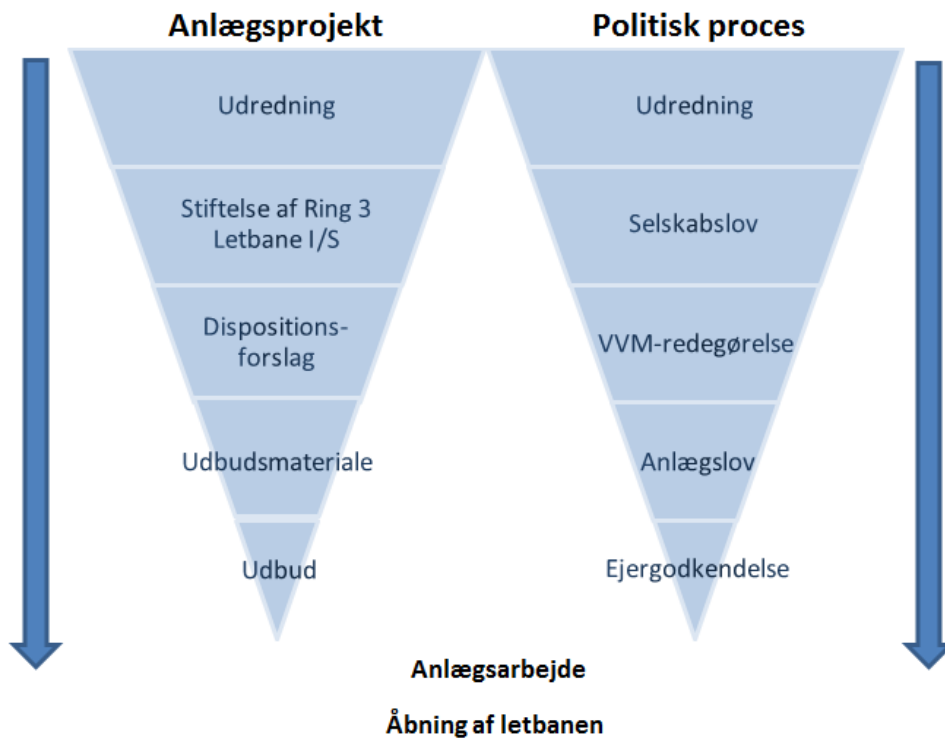 Anlægsprojekt
Udredning
Stiftelse af Ring 3
Letbane I/S
Dispositions-
forslag
Udbudsmateriale
Udbud
Politisk proces
Udredning
Selskabslov
VVM-redegørelse
Anlægslov
Ejergodkendelse
Anlægsarbejde
Åbning af letbanen